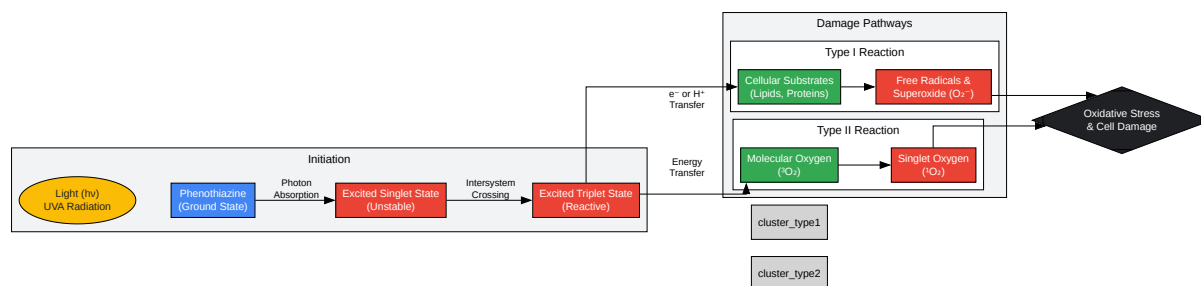 Damage Pathways
Type I Reaction
Cellular Substrates
(Lipids, Proteins)
Free Radicals &
Superoxide (O₂⁻)
e⁻ or H⁺
Transfer
Oxidative Stress
& Cell Damage
Type II Reaction
Molecular Oxygen
(³O₂)
Singlet Oxygen
(¹O₂)
Energy
Transfer
Initiation
Light (hν)
UVA Radiation
Phenothiazine
(Ground State)
Photon
Absorption
Excited Singlet State
(Unstable)
Intersystem
Crossing
Excited Triplet State
(Reactive)
cluster_type1
cluster_type2